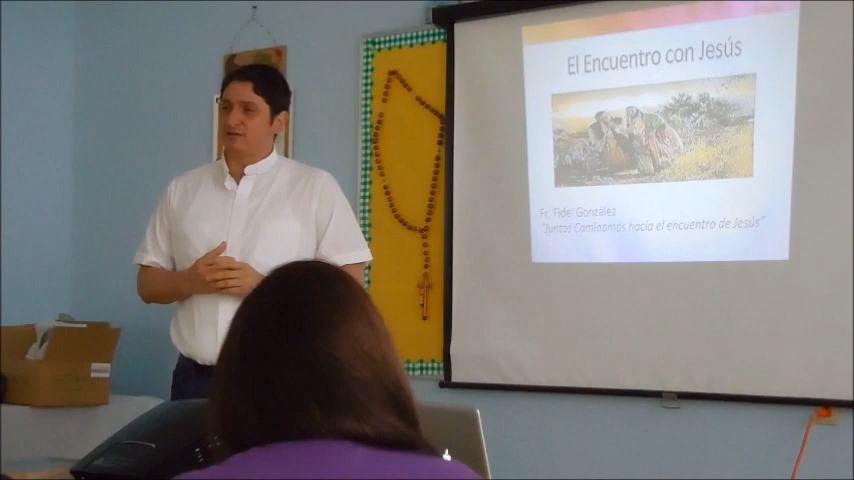 El Encuentro con Jesús
Fr. Fidel González
"Juntos Caminamos hacia el encuentro de Jesús"